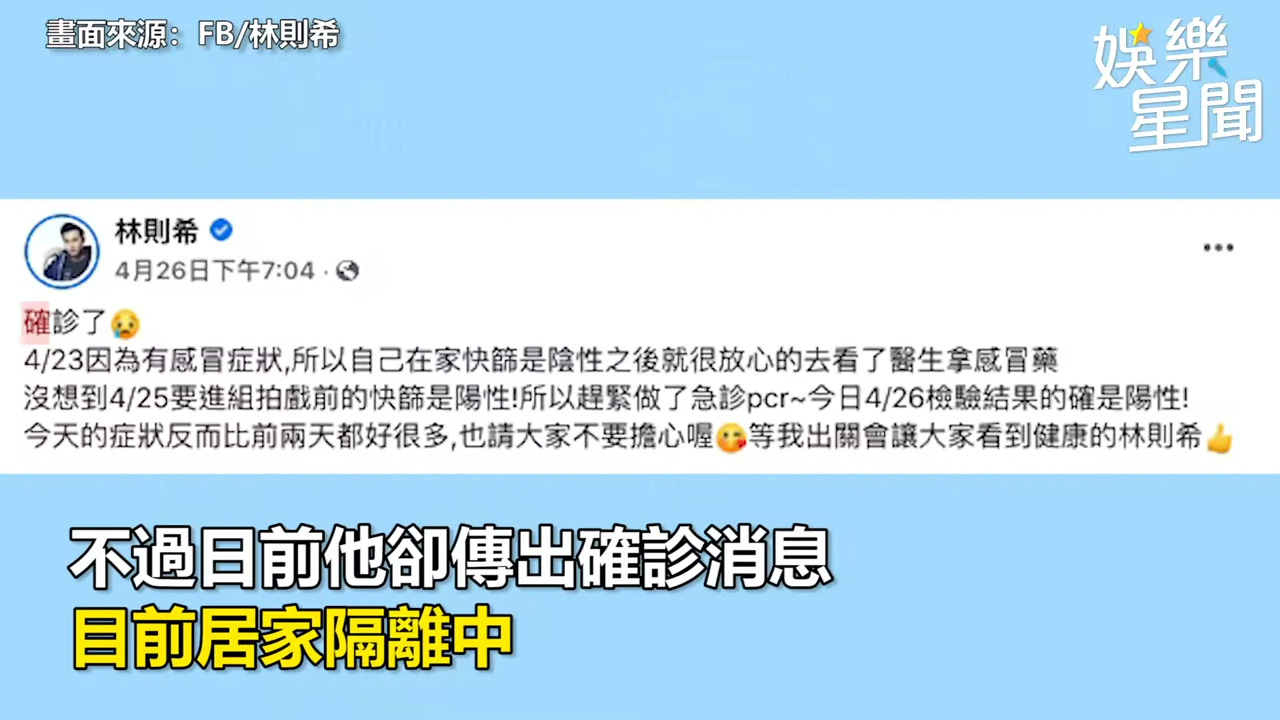 畫面來源：FB/林則希
娛樂
星聞
林則希
4月26日下午7:04 ·
確診了😥
4/23因為有感冒症狀,所以自己在家快篩是陰性之後就很放心的去看了醫生拿感冒藥
沒想到4/25要進組拍戲前的快篩是陽性!所以趕緊做了急診pcr~今日4/26檢驗結果的確是陽性!
今天的症狀反而比前兩天都好很多,也請大家不要擔心喔😘等我出關會讓大家看到健康的林則希👍
不過日前他卻傳出確診消息
目前居家隔離中